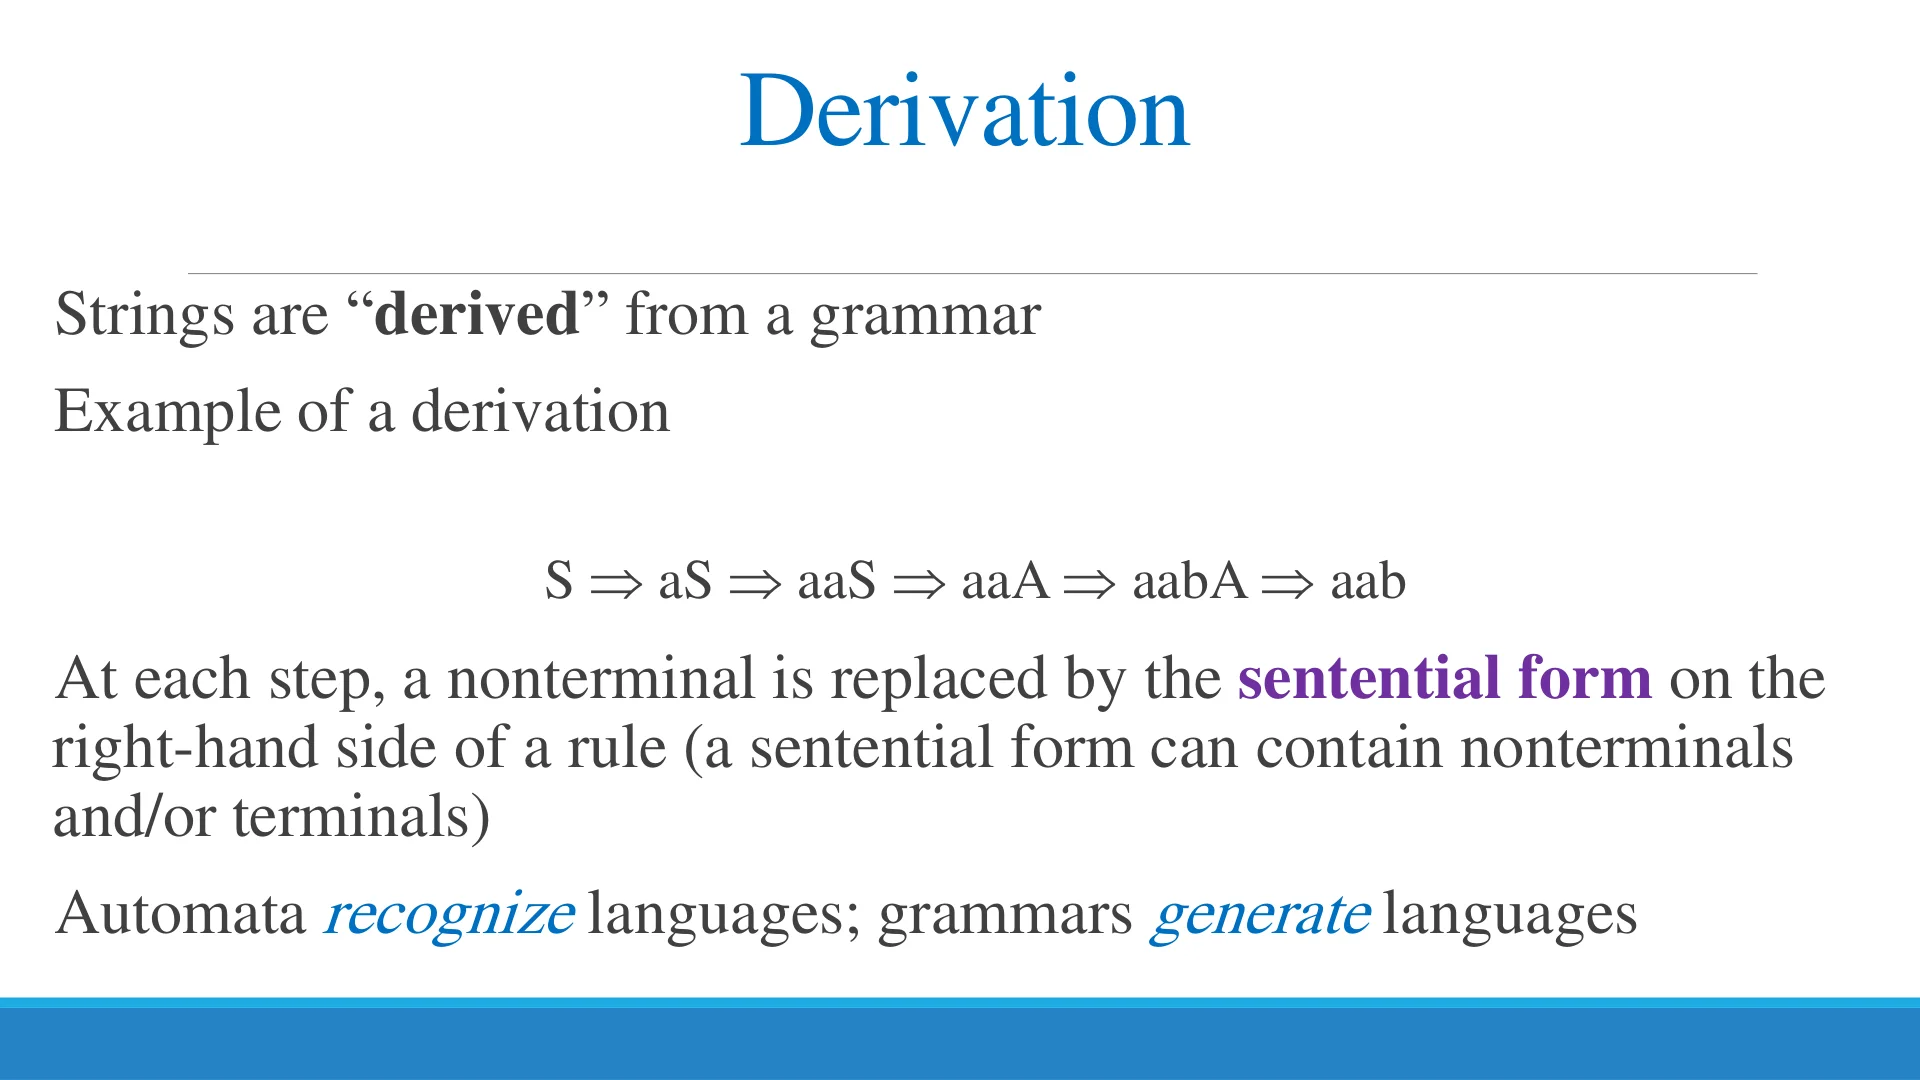 Derivation
Strings are “derived” from a grammar
Example of a derivation
S ⇒ aS ⇒ aaS ⇒ aaA ⇒ aabA ⇒ aab
At each step, a nonterminal is replaced by the sentential form on the
right-hand side of a rule (a sentential form can contain nonterminals
and/or terminals)
Automata recognize languages; grammars generate languages